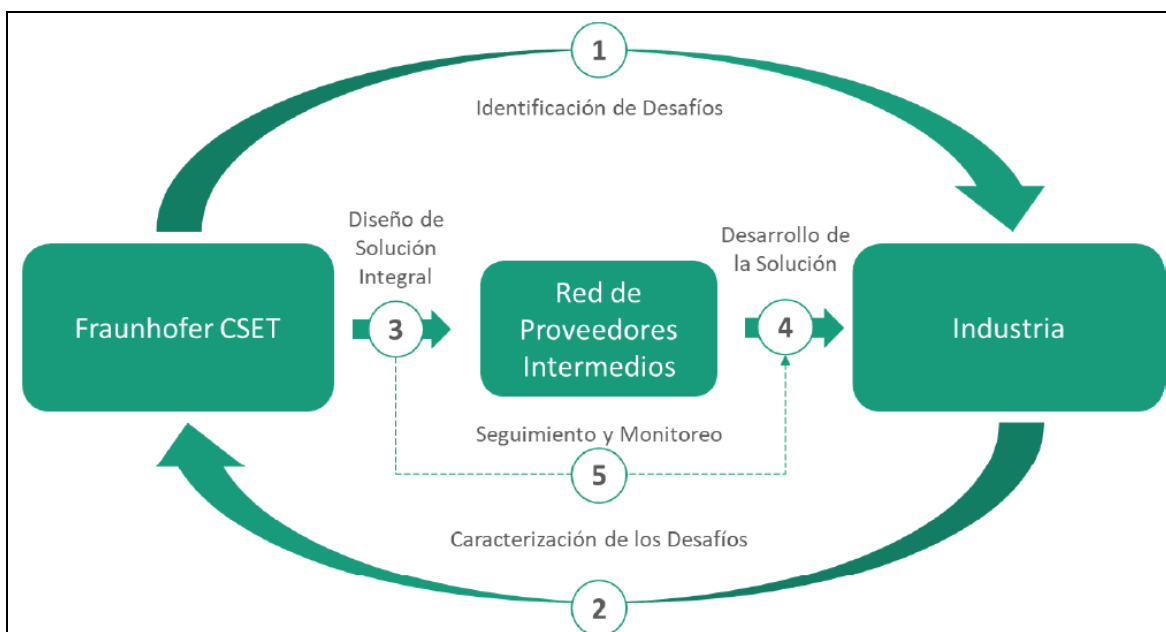 1
Identificación de Desafíos
Diseño de
Solución
Integral
Desarrollo de
la Solución
Fraunhofer CSET
3
Red de
Proveedores
Intermedios
4
Industria
Seguimiento y Monitoreo
5
Caracterización de los Desafíos
2